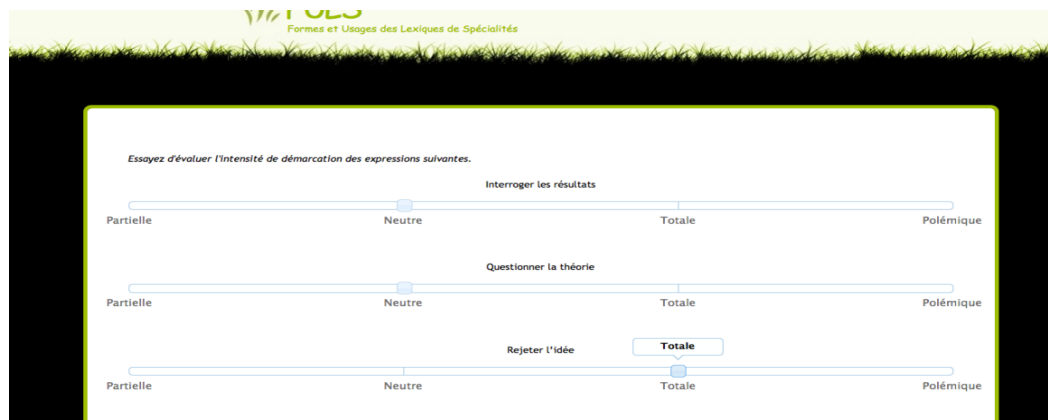 FULS
Formes et Usages des Lexiques de Spécialités
Essayez d'évaluer l'intensité de démarcation des expressions suivantes.
Interroger les résultats
Partielle Neutre Totale Polémique
Questionner la théorie
Partielle Neutre Totale Polémique
Rejeter l'idée Totale
Partielle Neutre Totale Polémique